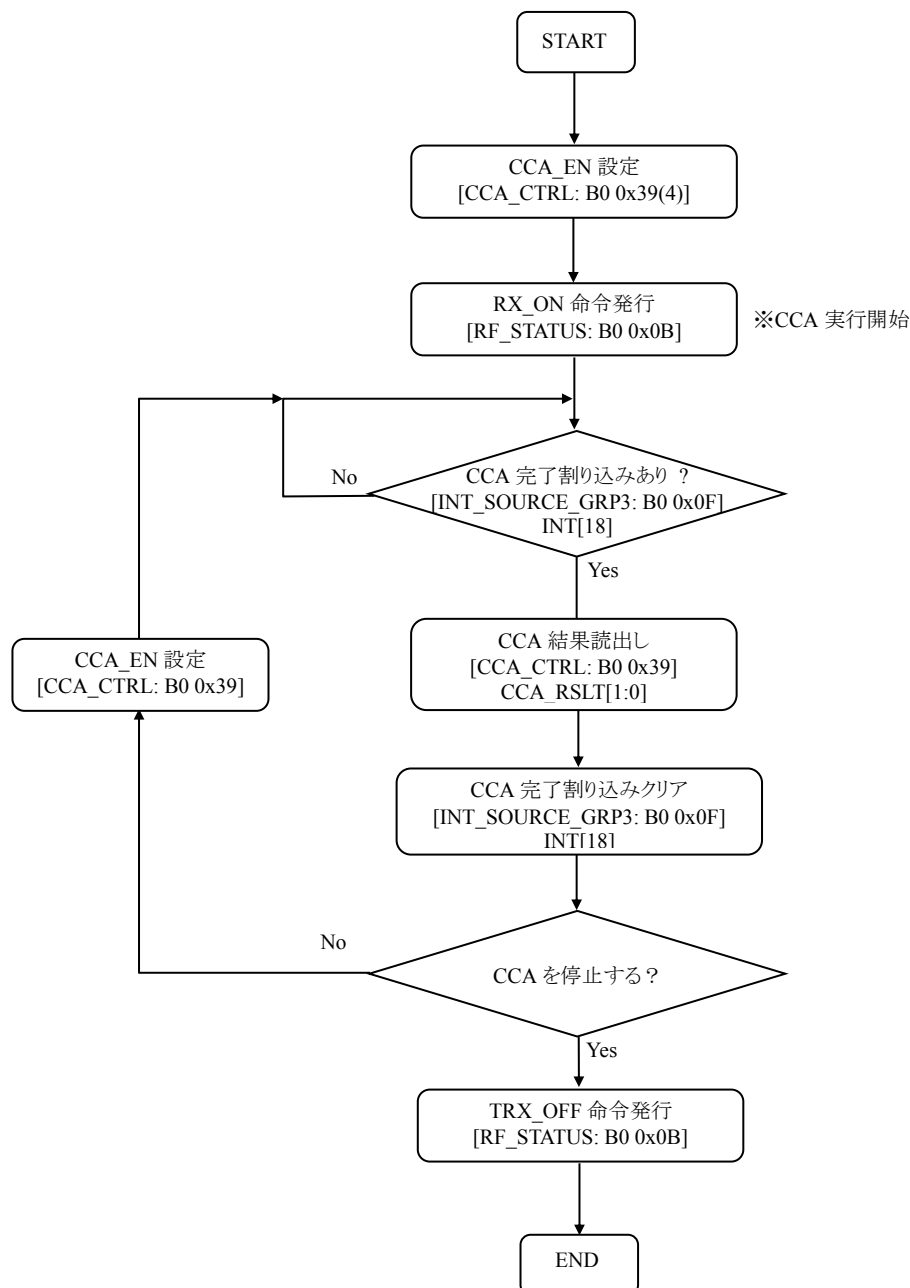 START
CCA_EN 設定
[CCA_CTRL: B0 0x39(4)]
RX_ON 命令発行
[RF_STATUS: B0 0x0B]
※CCA 実行開始
No
CCA 完了割り込みあり ?
[INT_SOURCE_GRP3: B0 0x0F]
INT[18]
Yes
CCA 結果読出し
[CCA_CTRL: B0 0x39]
CCA_RSLT[1:0]
CCA_EN 設定
[CCA_CTRL: B0 0x39]
CCA 完了割り込みクリア
[INT_SOURCE_GRP3: B0 0x0F]
INT[18]
No
CCA を停止する?
Yes
TRX_OFF 命令発行
[RF_STATUS: B0 0x0B]
END